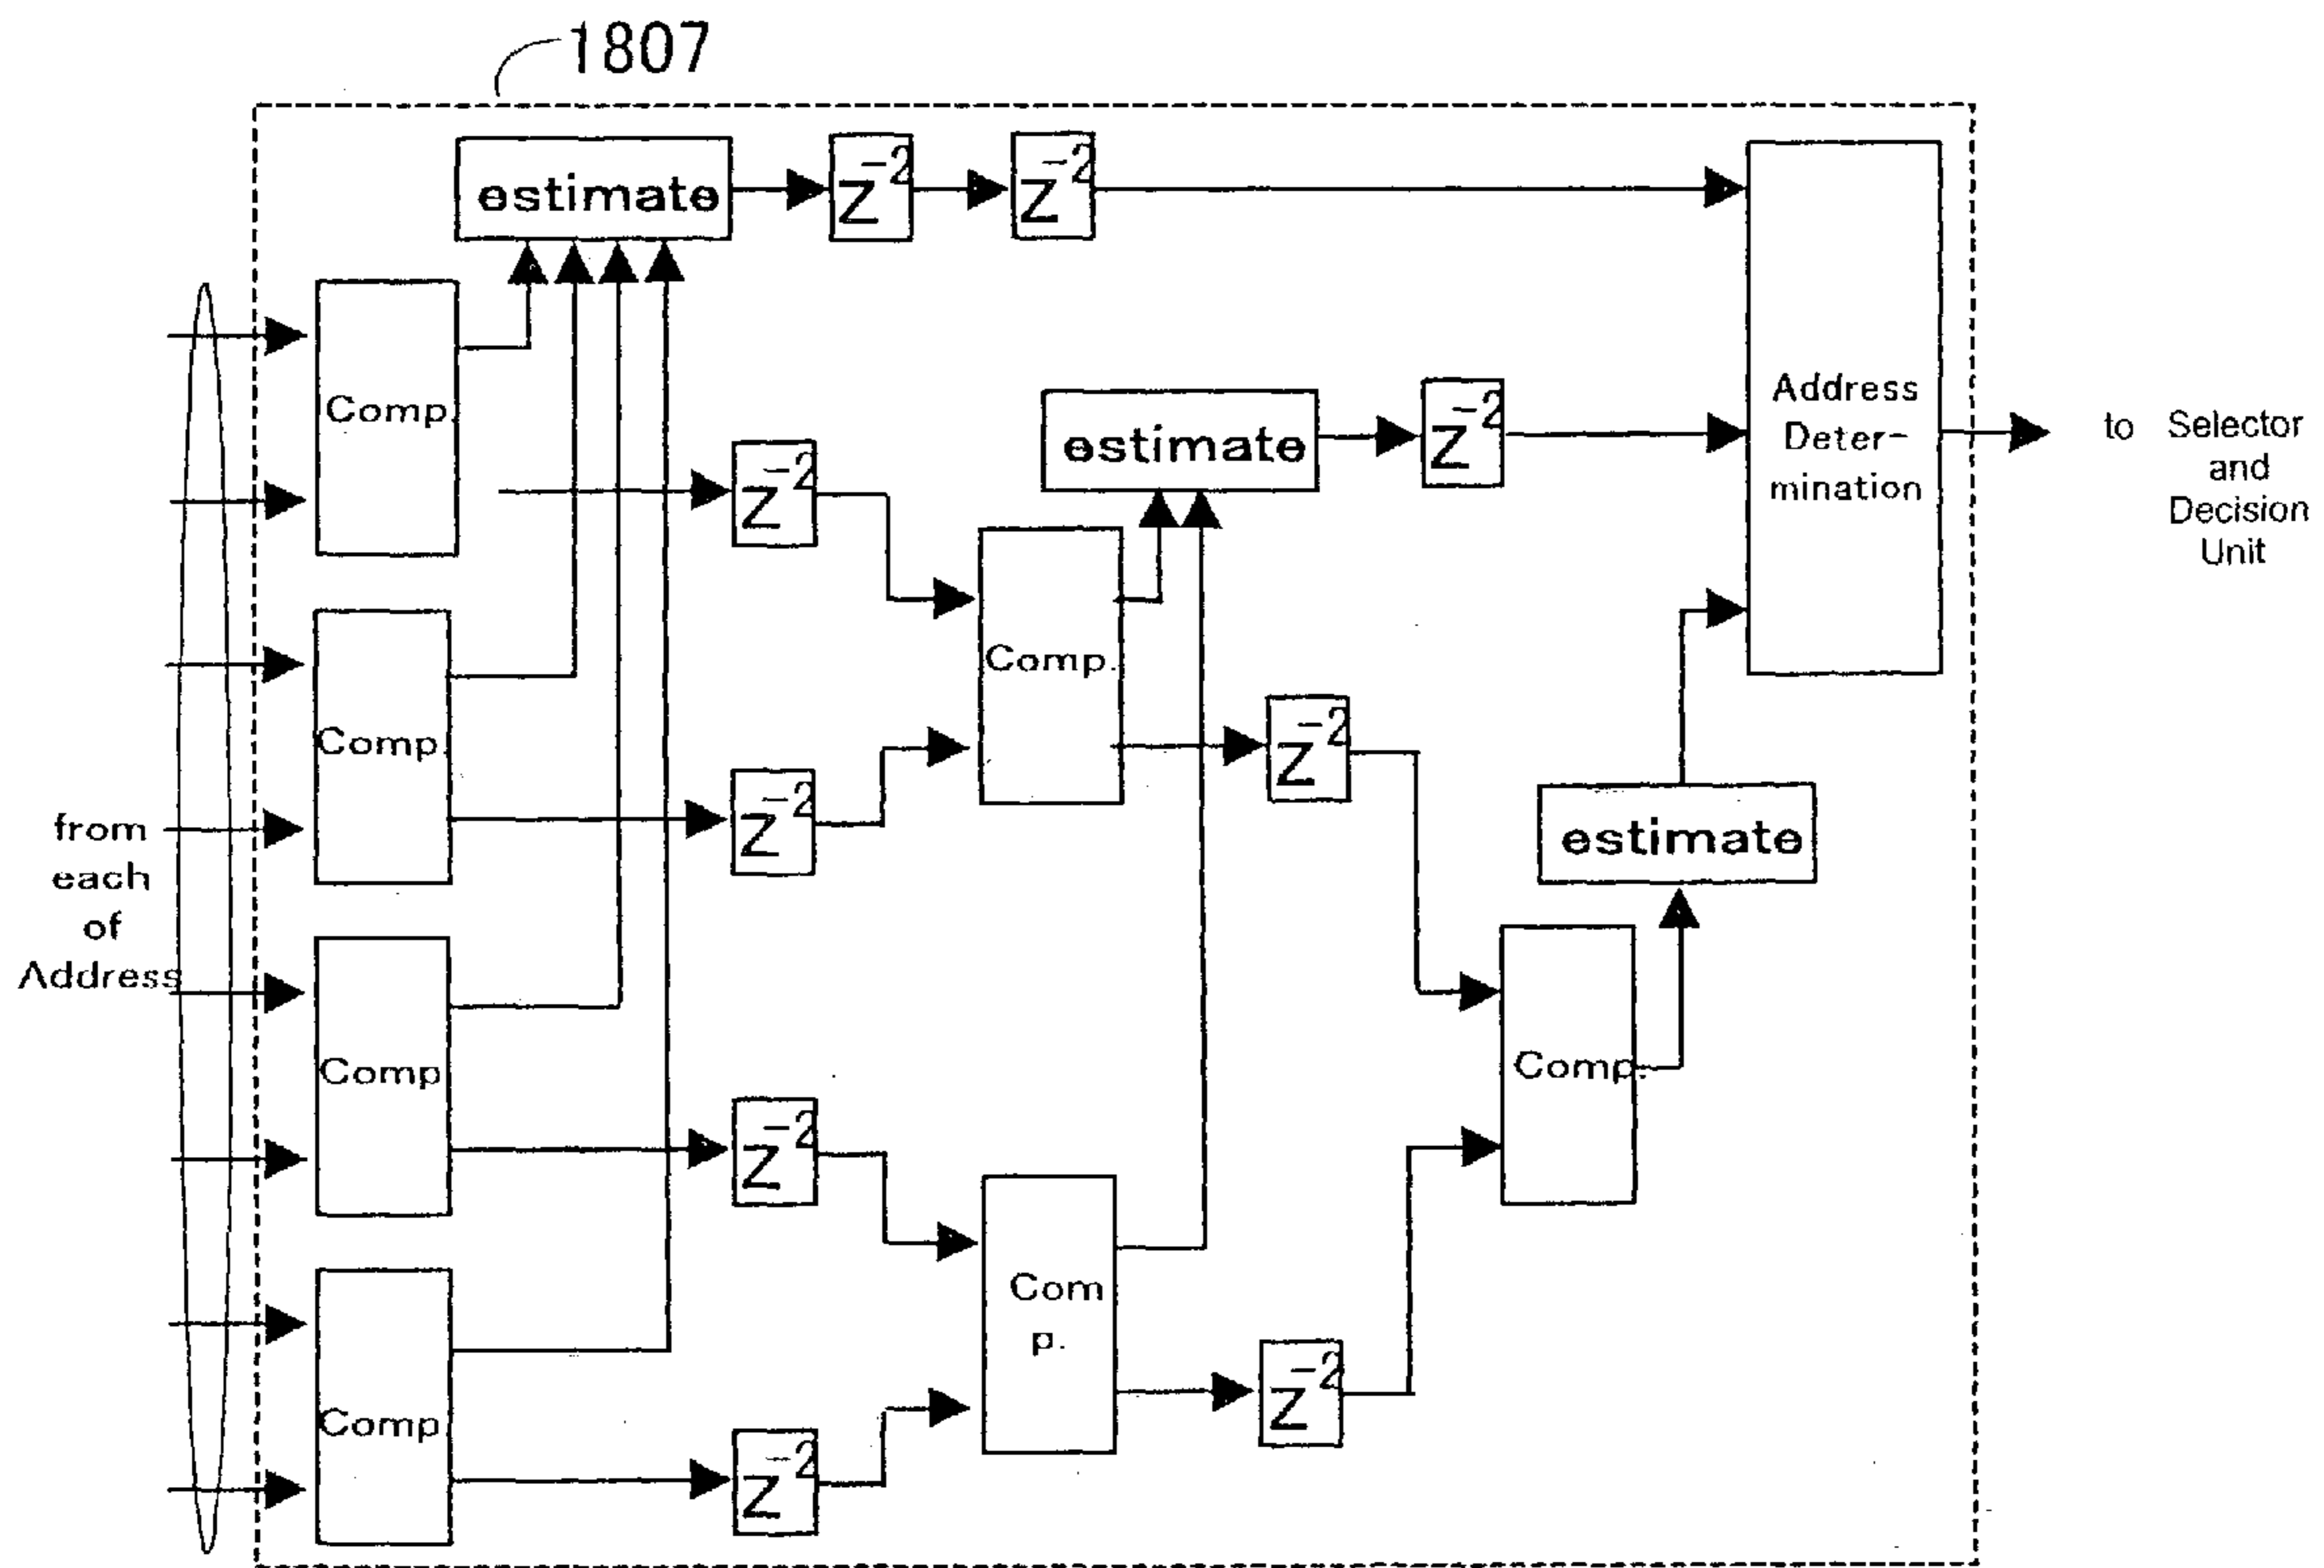 1807
estimate
Z-2
Z-2
Comp.
Address
Deter-
mination
to Selector
and
Decision
Unit
estimate
Z-2
Z-2
Comp.
Comp.
Z-2
Z-2
estimate
from
each
of
Address
Comp
Comp.
Z-2
Com
p.
Comp
Z-2
Z-2